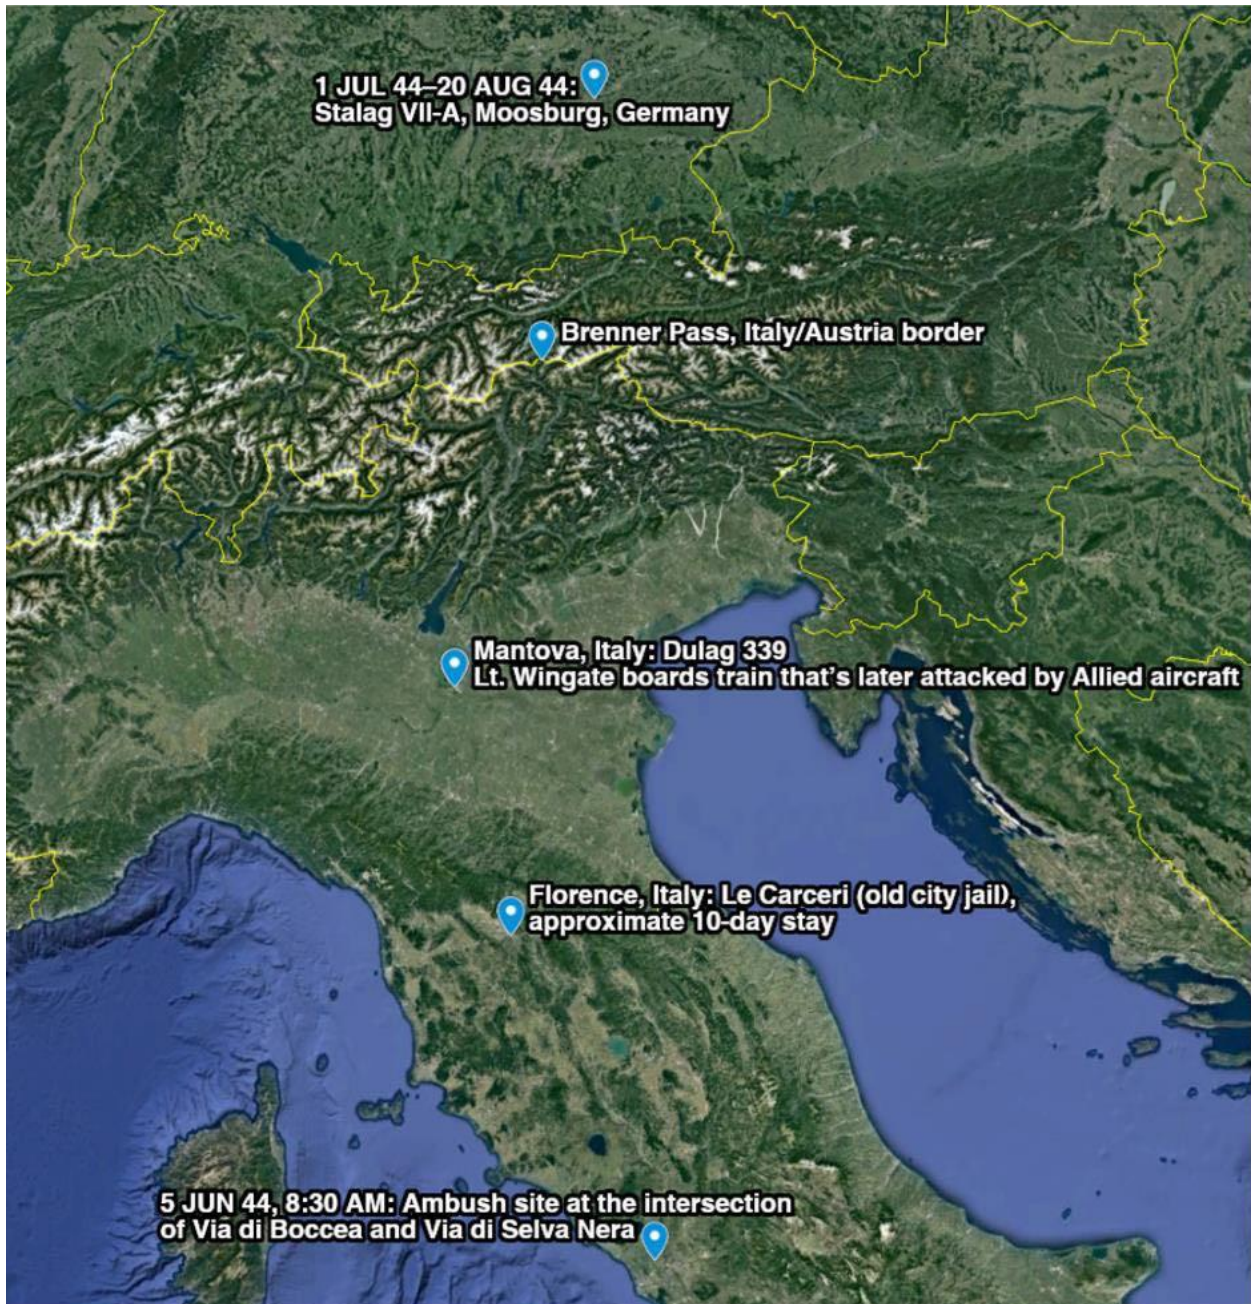 1 JUL 44–20 AUG 44:
Stalag VII-A, Moosburg, Germany
Brenner Pass, Italy/Austria border
Mantova, Italy: Dulag 339
Lt. Wingate boards train that's later attacked by Allied aircraft
Florence, Italy: Le Carceri (old city jail),
approximate 10-day stay
5 JUN 44, 8:30 AM: Ambush site at the intersection
of Via di Boccea and Via di Selva Nera